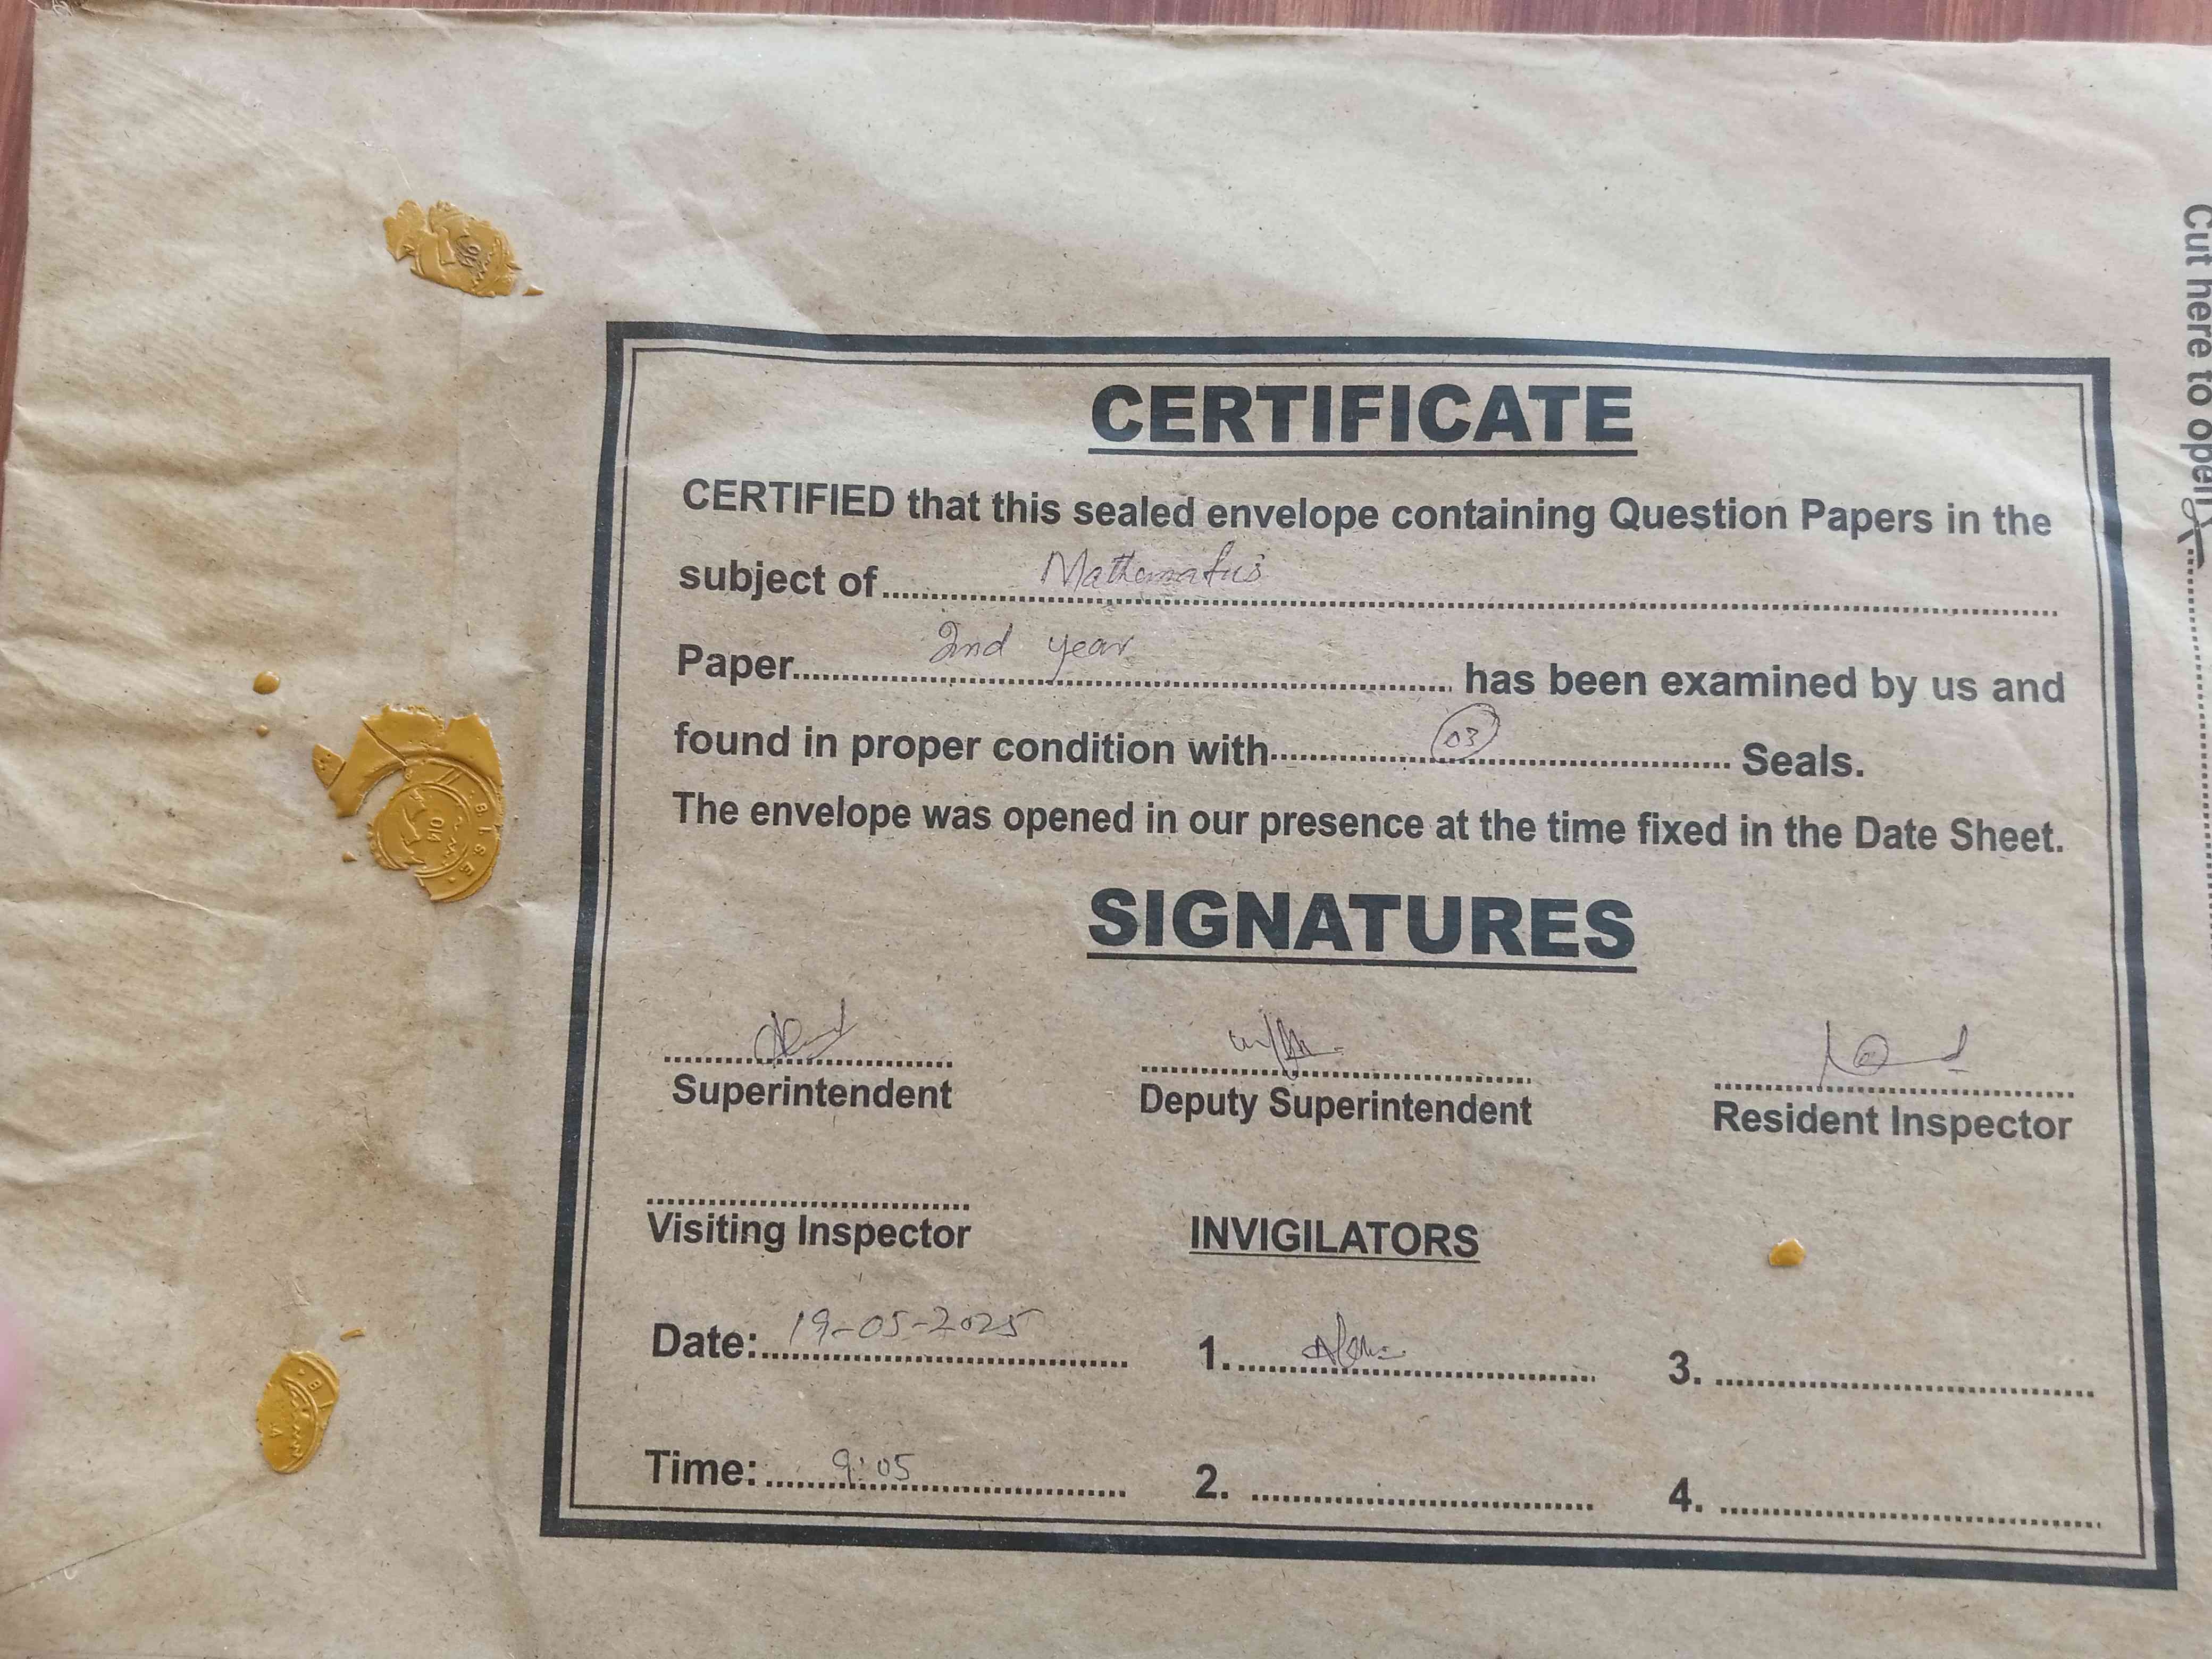 CERTIFICATE
CERTIFIED that this sealed envelope containing Question Papers in the
subject of Mathematics
Paper 2nd year has been examined by us and
found in proper condition with 03 Seals.
The envelope was opened in our presence at the time fixed in the Date Sheet.
SIGNATURES
Superintendent Deputy Superintendent Resident Inspector
Visiting Inspector INVIGILATORS
Date: 19-05-2025 1. 3.
Time: 9:05 2. 4.
Cut here to open
B I S E
014